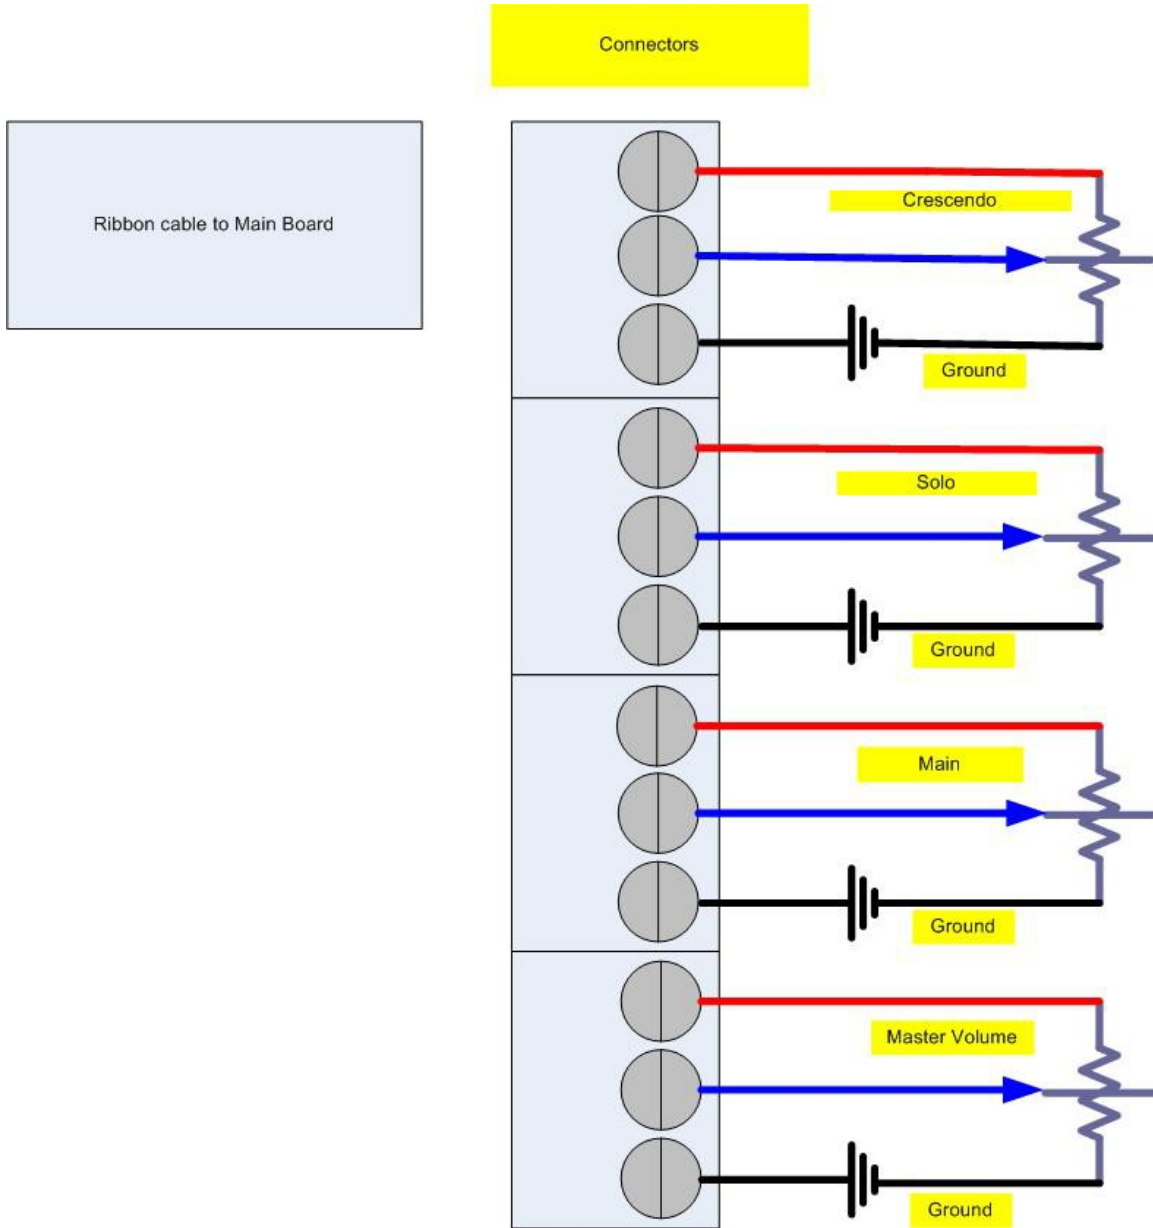 Connectors
Ribbon cable to Main Board
Crescendo
Ground
Solo
Ground
Main
Ground
Master Volume
Ground